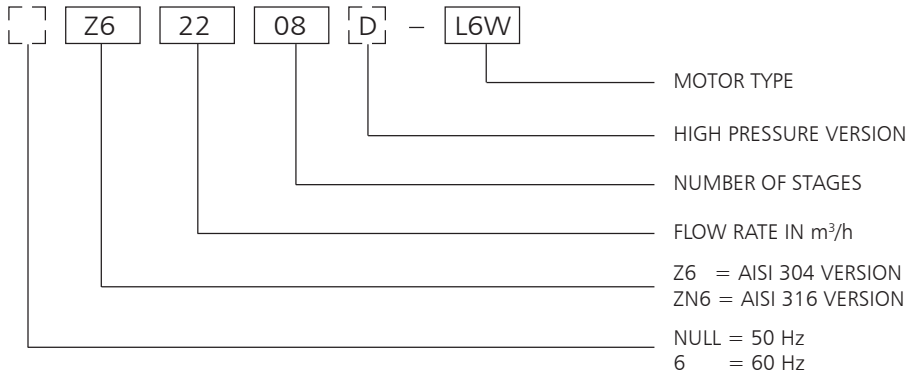 Z6 22 08 D – L6W
MOTOR TYPE
HIGH PRESSURE VERSION
NUMBER OF STAGES
FLOW RATE IN m³/h
Z6 = AISI 304 VERSION
ZN6 = AISI 316 VERSION
NULL = 50 Hz
6 = 60 Hz